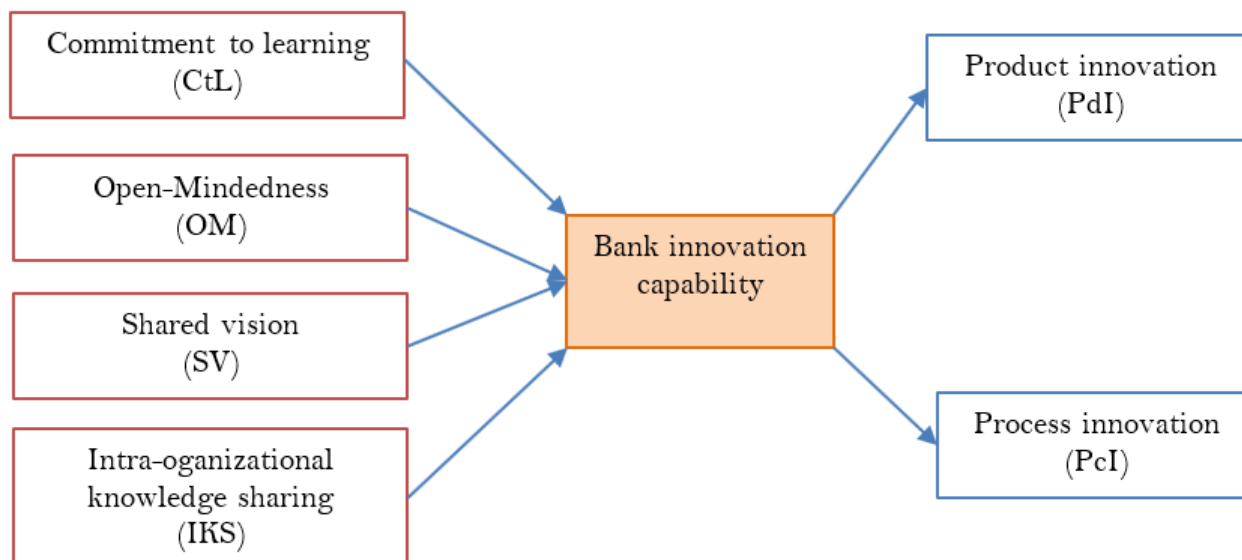 Commitment to learning
(CtL)
Open-Mindedness
(OM)
Shared vision
(SV)
Intra-oganizational
knowledge sharing
(IKS)
Bank innovation
capability
Product innovation
(PdI)
Process innovation
(PcI)